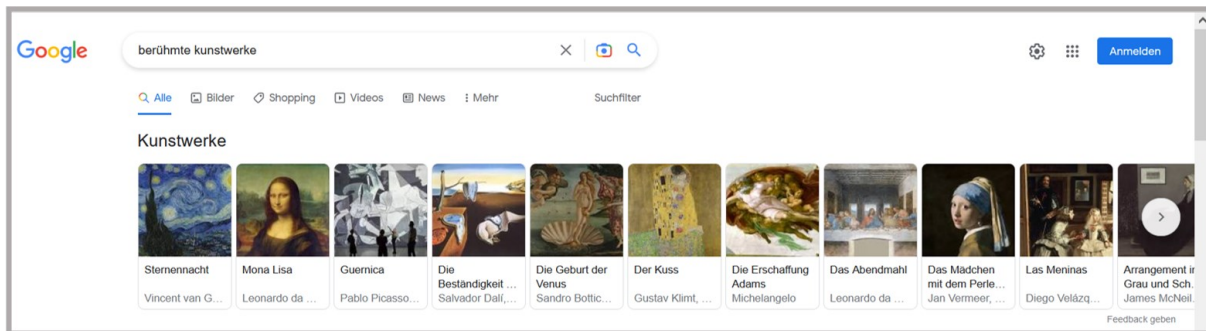 Google
berühmte kunstwerke
Anmelden
Alle Bilder Shopping Videos News Mehr Suchfilter
Kunstwerke
Sternennacht
Vincent van G...
Mona Lisa
Leonardo da ...
Guernica
Pablo Picasso...
Die
Beständigkeit ...
Salvador Dalí,...
Die Geburt der
Venus
Sandro Bottic...
Der Kuss
Gustav Klimt, ...
Die Erschaffung
Adams
Michelangelo
Das Abendmahl
Leonardo da ...
Das Mädchen
mit dem Perle...
Jan Vermeer, ...
Las Meninas
Diego Velázq...
Arrangement in
Grau und Sch...
James McNeil...
Feedback geben